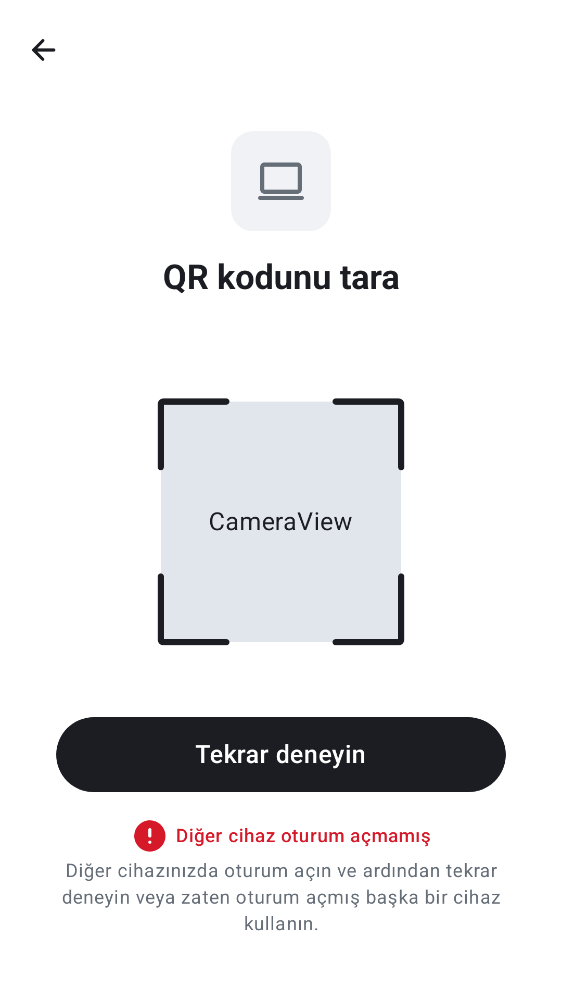 QR kodunu tara
CameraView
Tekrar deneyin
Diğer cihaz oturum açmamış
Diğer cihazınızda oturum açın ve ardından tekrar
deneyin veya zaten oturum açmış başka bir cihaz
kullanın.